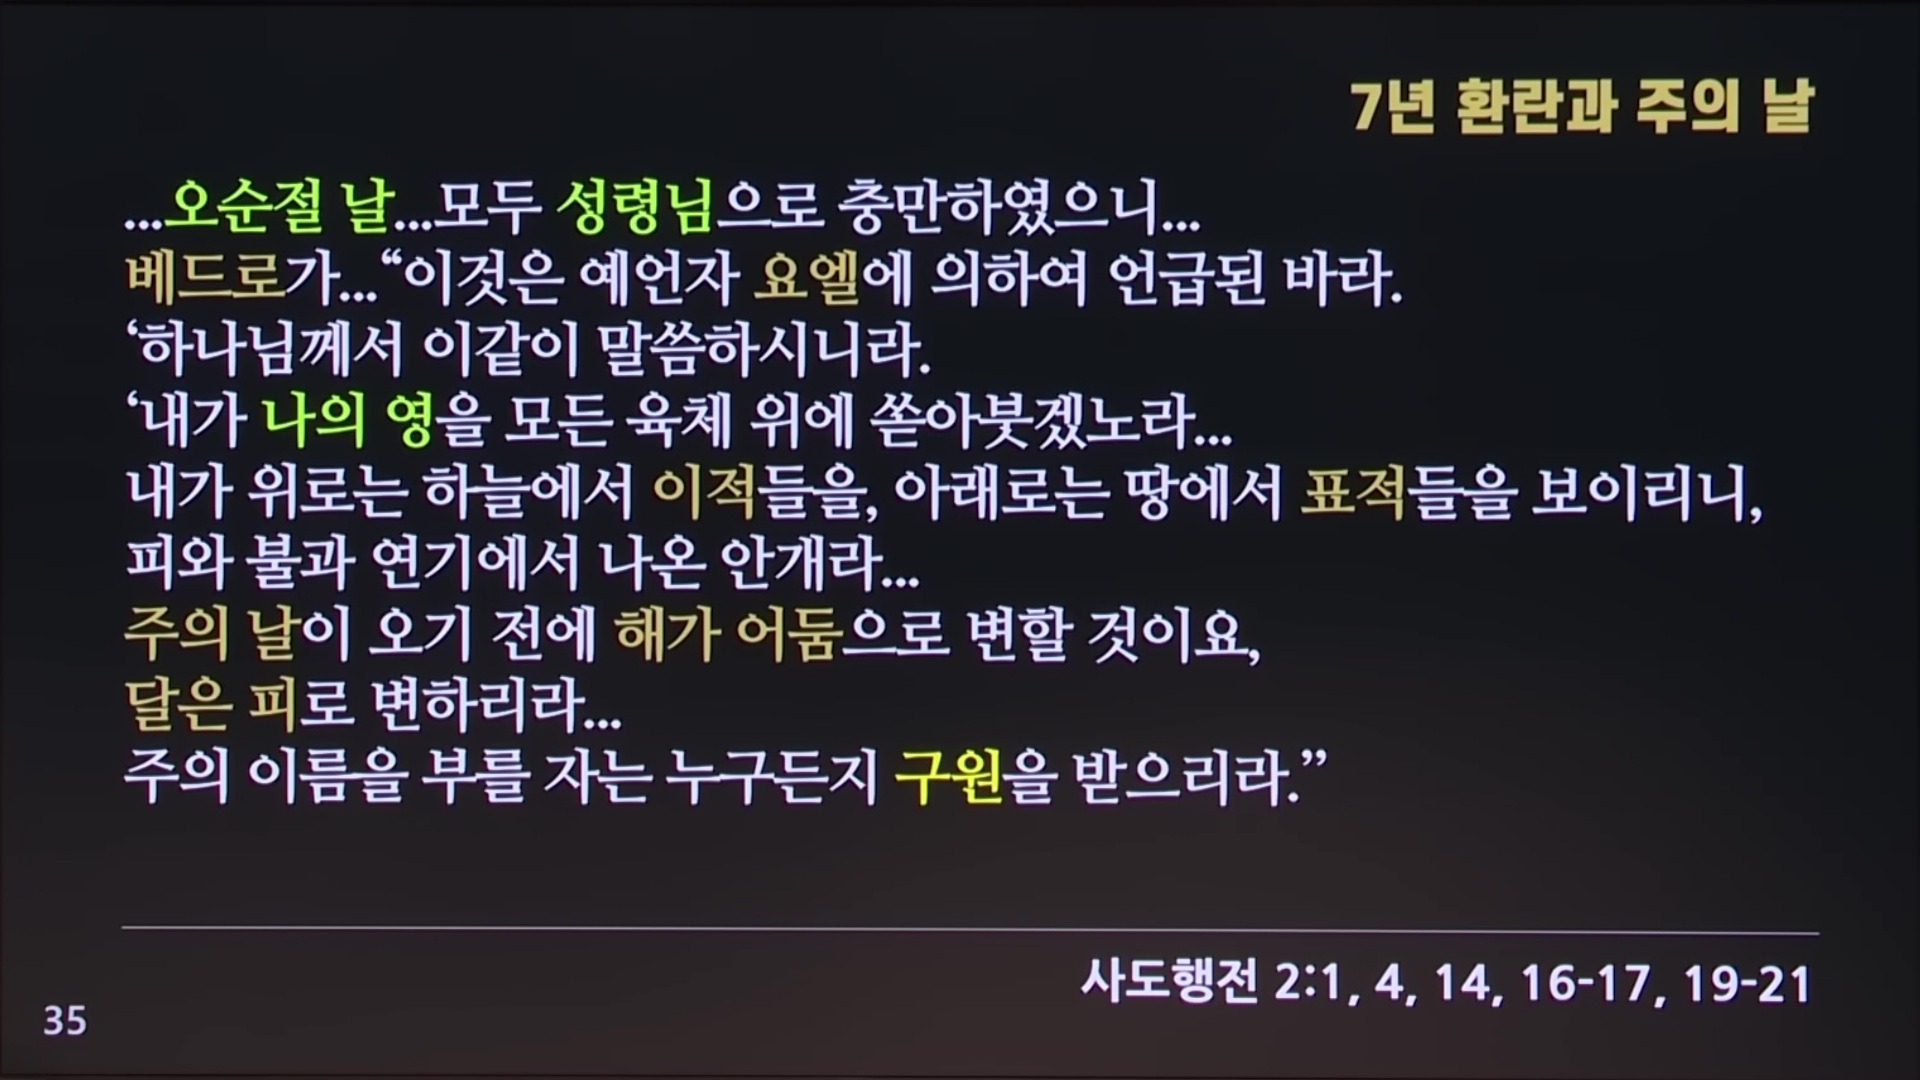 7년 환란과 주의 날
...오순절 날...모두 성령님으로 충만하였으니...
베드로가...“이것은 예언자 요엘에 의하여 언급된 바라.
‘하나님께서 이같이 말씀하시니라.
‘내가 나의 영을 모든 육체 위에 쏟아붓겠노라...
내가 위로는 하늘에서 이적들을, 아래로는 땅에서 표적들을 보이리니,
피와 불과 연기에서 나온 안개라...
주의 날이 오기 전에 해가 어둠으로 변할 것이요,
달은 피로 변하리라...
주의 이름을 부를 자는 누구든지 구원을 받으리라.”
사도행전 2:1, 4, 14, 16-17, 19-21
35